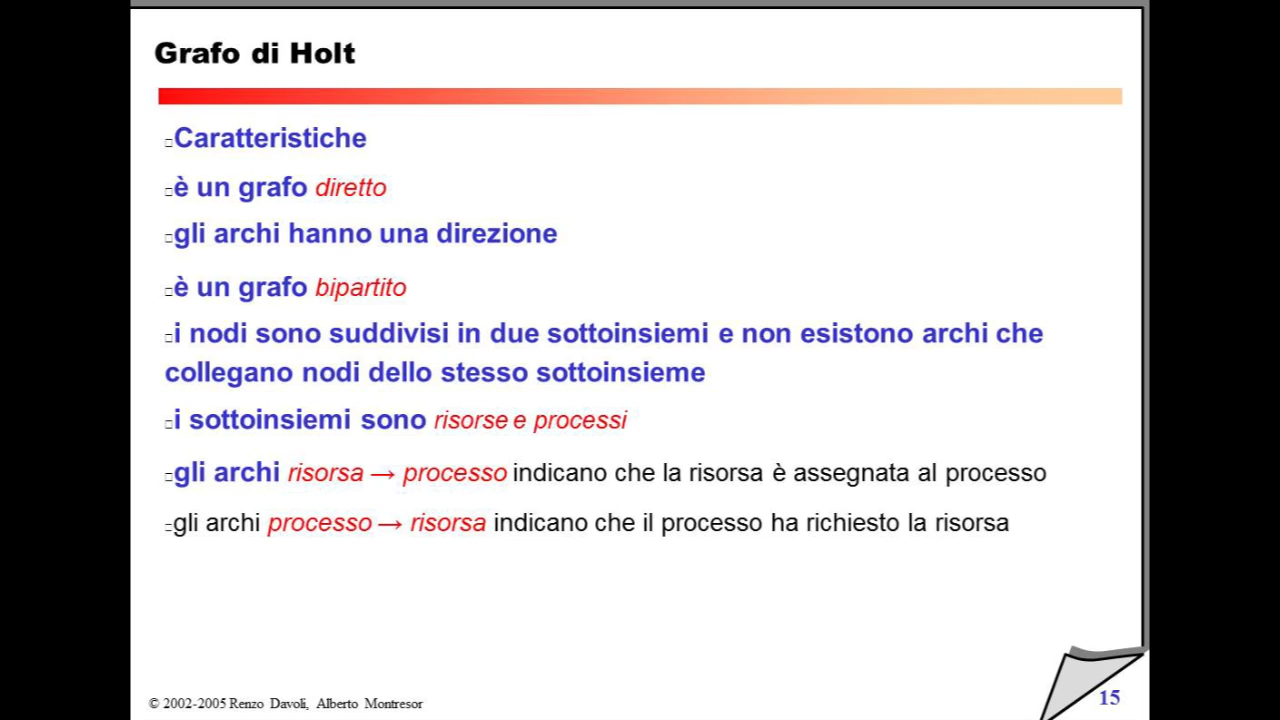 Grafo di Holt
Caratteristiche
è un grafo diretto
gli archi hanno una direzione
è un grafo bipartito
i nodi sono suddivisi in due sottoinsiemi e non esistono archi che
collegano nodi dello stesso sottoinsieme
i sottoinsiemi sono risorse e processi
gli archi risorsa → processo indicano che la risorsa è assegnata al processo
gli archi processo → risorsa indicano che il processo ha richiesto la risorsa
© 2002-2005 Renzo Davoli, Alberto Montresor
15